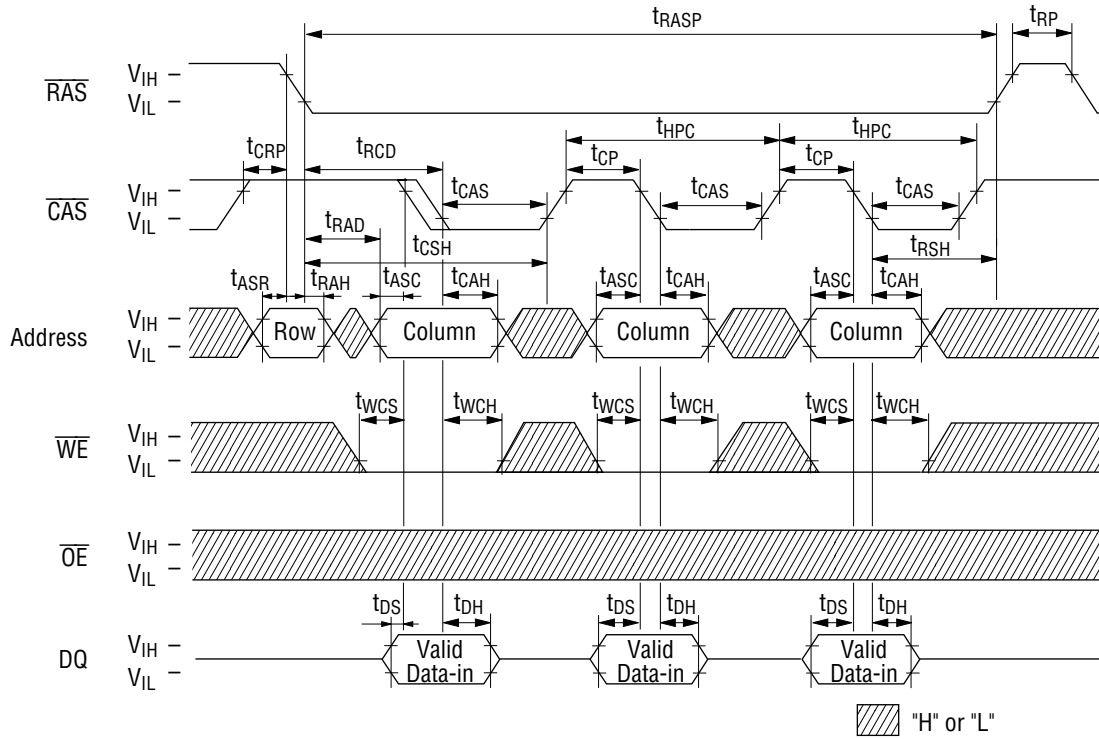 tRASP tRP
RAS VIH VIL
tCRP tRCD tHPC tHPC
tCP tCP
CAS VIH VIL
tCAS tCAS tCAS
tRAD tCSH tRSH
tASR tRAH tASC tCAH tASC tCAH tASC tCAH
Address VIH VIL Row Column Column Column
tWCS tWCH tWCS tWCH tWCS tWCH
WE VIH VIL
OE VIH VIL
tDS tDH tDS tDH tDS tDH
DQ VIH VIL
Valid Data-in
Valid Data-in
Valid Data-in
"H" or "L"